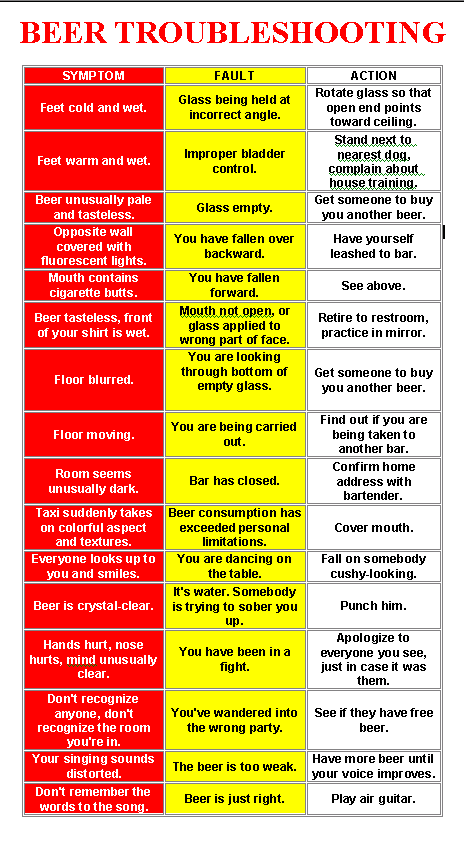 BEER TROUBLESHOOTING
SYMPTOM FAULT ACTION
Feet cold and wet.
Glass being held at
incorrect angle.
Rotate glass so that
open end points
toward ceiling.
Feet warm and wet.
Improper bladder
control.
Stand next to
nearest dog,
complain about
house training.
Beer unusually pale
and tasteless.
Glass empty.
Get someone to buy
you another beer.
Opposite wall
covered with
fluorescent lights.
You have fallen over
backward.
Have yourself
leashed to bar.
Mouth contains
cigarette butts.
You have fallen
forward.
See above.
Beer tasteless, front
of your shirt is wet.
Mouth not open, or
glass applied to
wrong part of face.
Retire to restroom,
practice in mirror.
Floor blurred.
You are looking
through bottom of
empty glass.
Get someone to buy
you another beer.
Floor moving.
You are being carried
out.
Find out if you are
being taken to
another bar.
Room seems
unusually dark.
Bar has closed.
Confirm home
address with
bartender.
Taxi suddenly takes
on colorful aspect
and textures.
Beer consumption has
exceeded personal
limitations.
Cover mouth.
Everyone looks up to
you and smiles.
You are dancing on
the table.
Fall on somebody
cushy-looking.
Beer is crystal-clear.
It's water. Somebody
is trying to sober you
up.
Punch him.
Hands hurt, nose
hurts, mind unusually
clear.
You have been in a
fight.
Apologize to
everyone you see,
just in case it was
them.
Don't recognize
anyone, don't
recognize the room
you're in.
You've wandered into
the wrong party.
See if they have free
beer.
Your singing sounds
distorted.
The beer is too weak.
Have more beer until
your voice improves.
Don't remember the
words to the song.
Beer is just right.
Play air guitar.